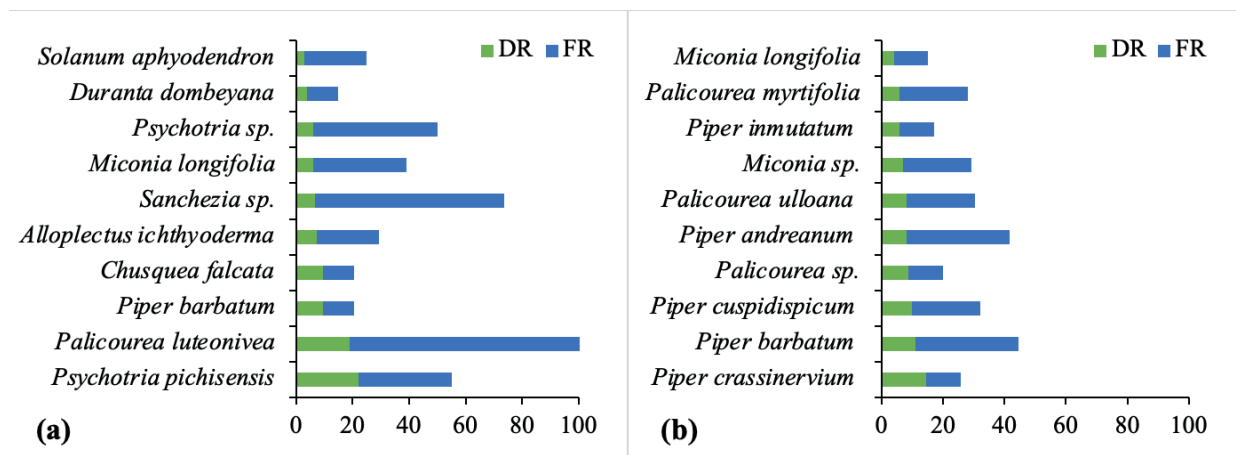 DR FR
Solanum aphyodendron
Duranta dombeyana
Psychotria sp.
Miconia longifolia
Sanchezia sp.
Alloplectus ichthyoderma
Chusquea falcata
Piper barbatum
Palicourea luteonivea
Psychotria pichisensis
0 20 40 60 80 100
(a)
DR FR
Miconia longifolia
Palicourea myrtifolia
Piper inmutatum
Miconia sp.
Palicourea ulloana
Piper andreanum
Palicourea sp.
Piper cuspidispicum
Piper barbatum
Piper crassinervium
0 20 40 60 80 100
(b)